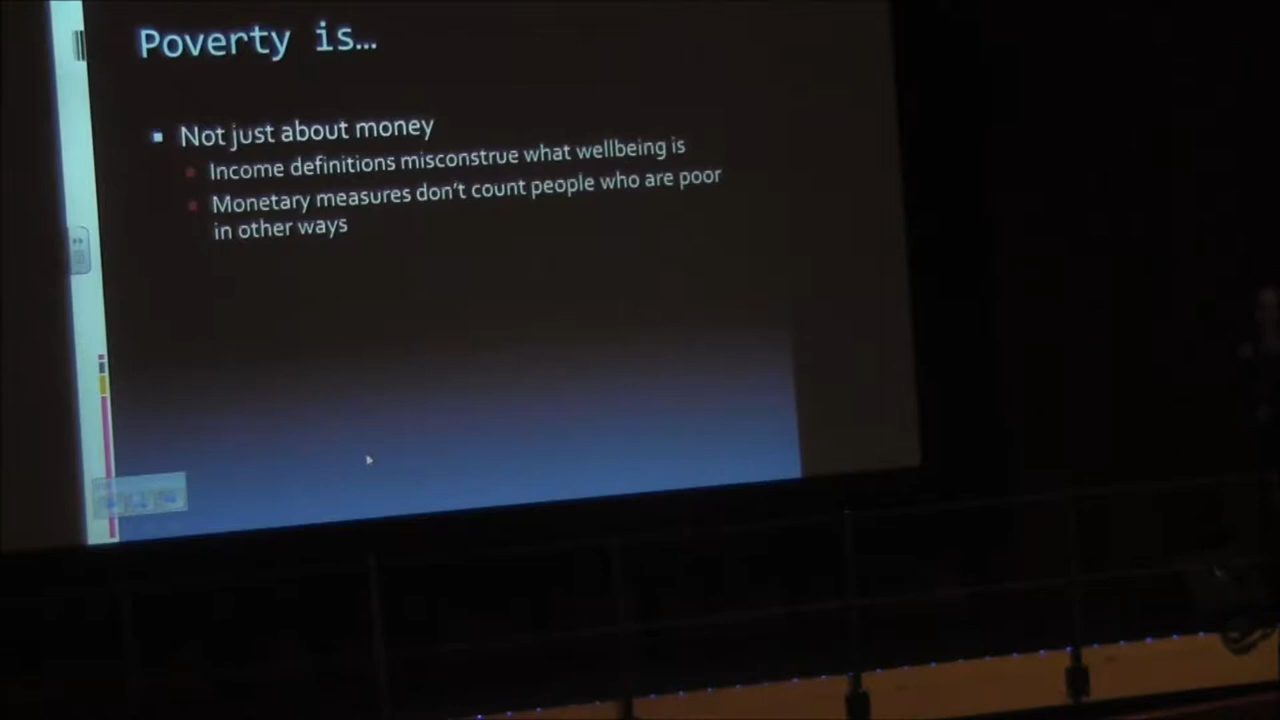 Poverty is…
Not just about money
Income definitions misconstrue what wellbeing is
Monetary measures don't count people who are poor
in other ways